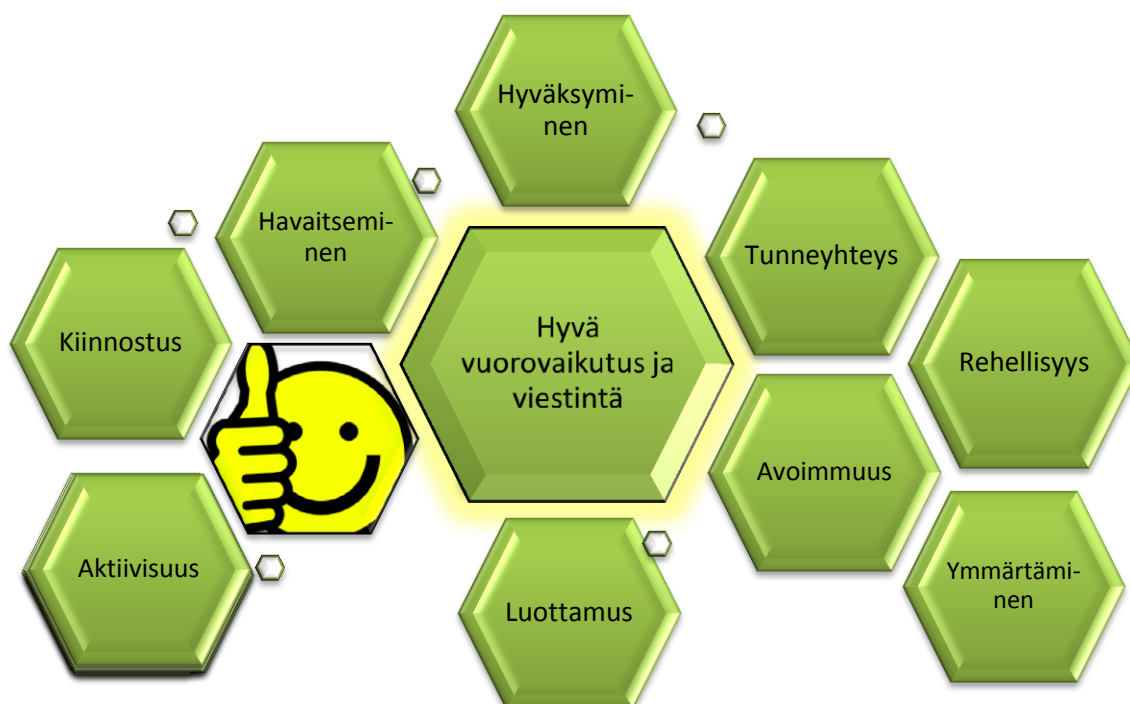 Hyväksymi-
nen
Havaitsemi-
nen
Tunneyhteys
Kiinnostus
Hyvä
vuorovaikutus ja
viestintä
Rehellisyys
Avoimmuus
Aktiivisuus
Luottamus
Ymmärtämi-
nen